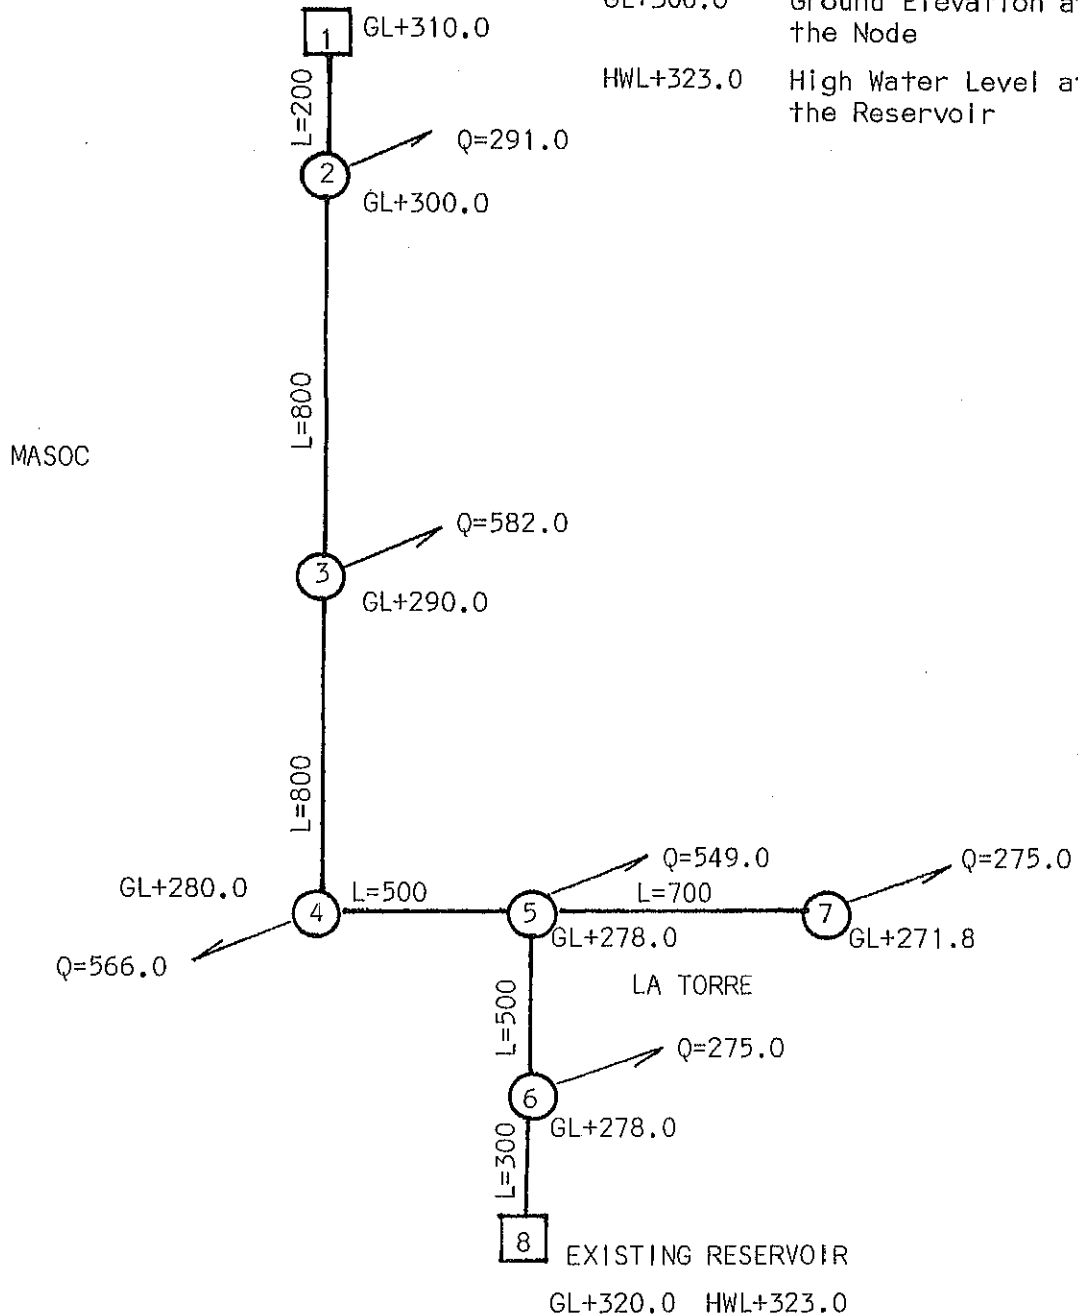 GL+300.0 Ground Elevation at
the Node
HWL+323.0 High Water Level at
the Reservoir
1
GL+310.0
L=200
Q=291.0
2
GL+300.0
L=800
MASOC
Q=582.0
3
GL+290.0
L=800
GL+280.0
L=500
Q=549.0
L=700
Q=275.0
4
5
7
GL+278.0
GL+271.8
Q=566.0
LA TORRE
L=500
Q=275.0
6
GL+278.0
L=300
8
EXISTING RESERVOIR
GL+320.0 HWL+323.0